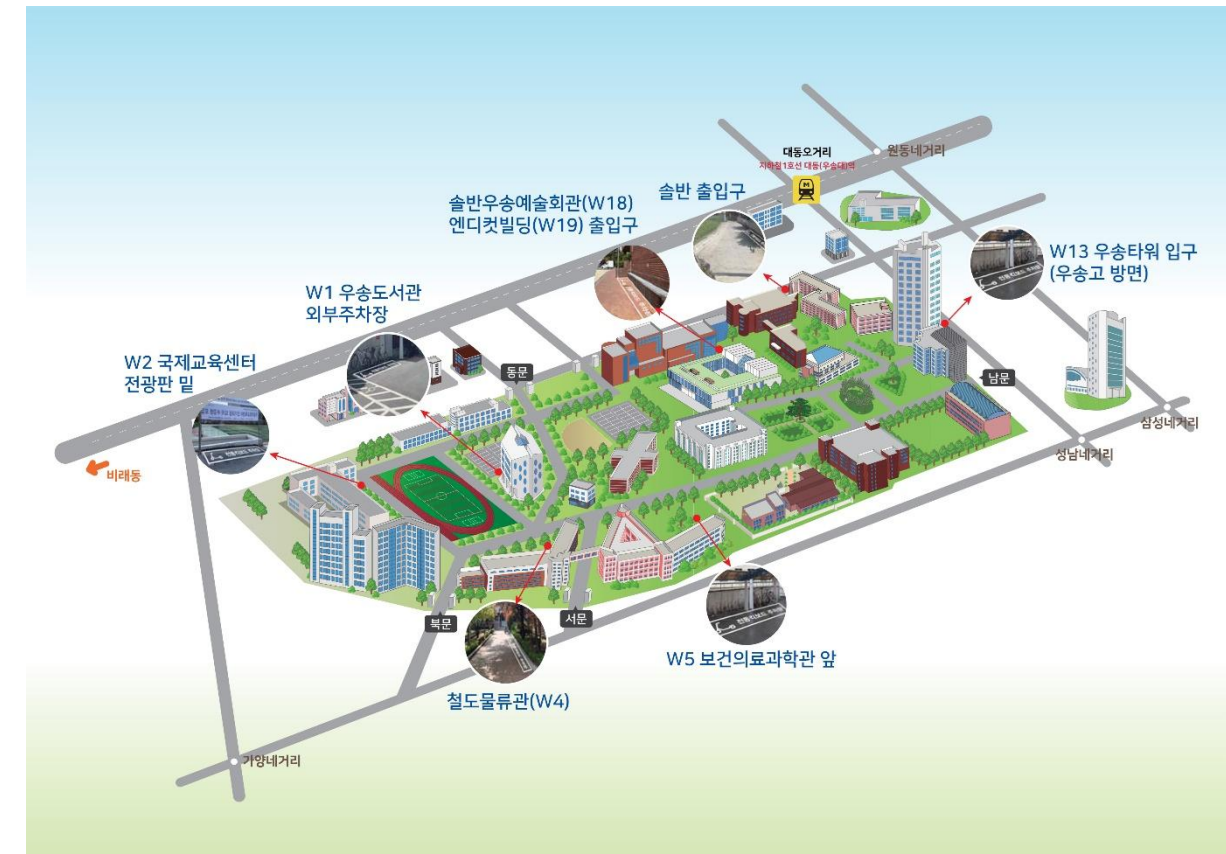 대동오거리
지하철 1호선 대동(우송대)역
원동네거리
솔반 출입구
솔반우송예술회관(W18)
엔디컷빌딩(W19) 출입구
W13 우송타워 입구
(우송고 방면)
W1 우송도서관
외부주차장
W2 국제교육센터
전광판 밑
동문
남문
삼성네거리
성남네거리
비래동
북문
서문
W5 보건의료과학관 앞
철도물류관(W4)
가양네거리